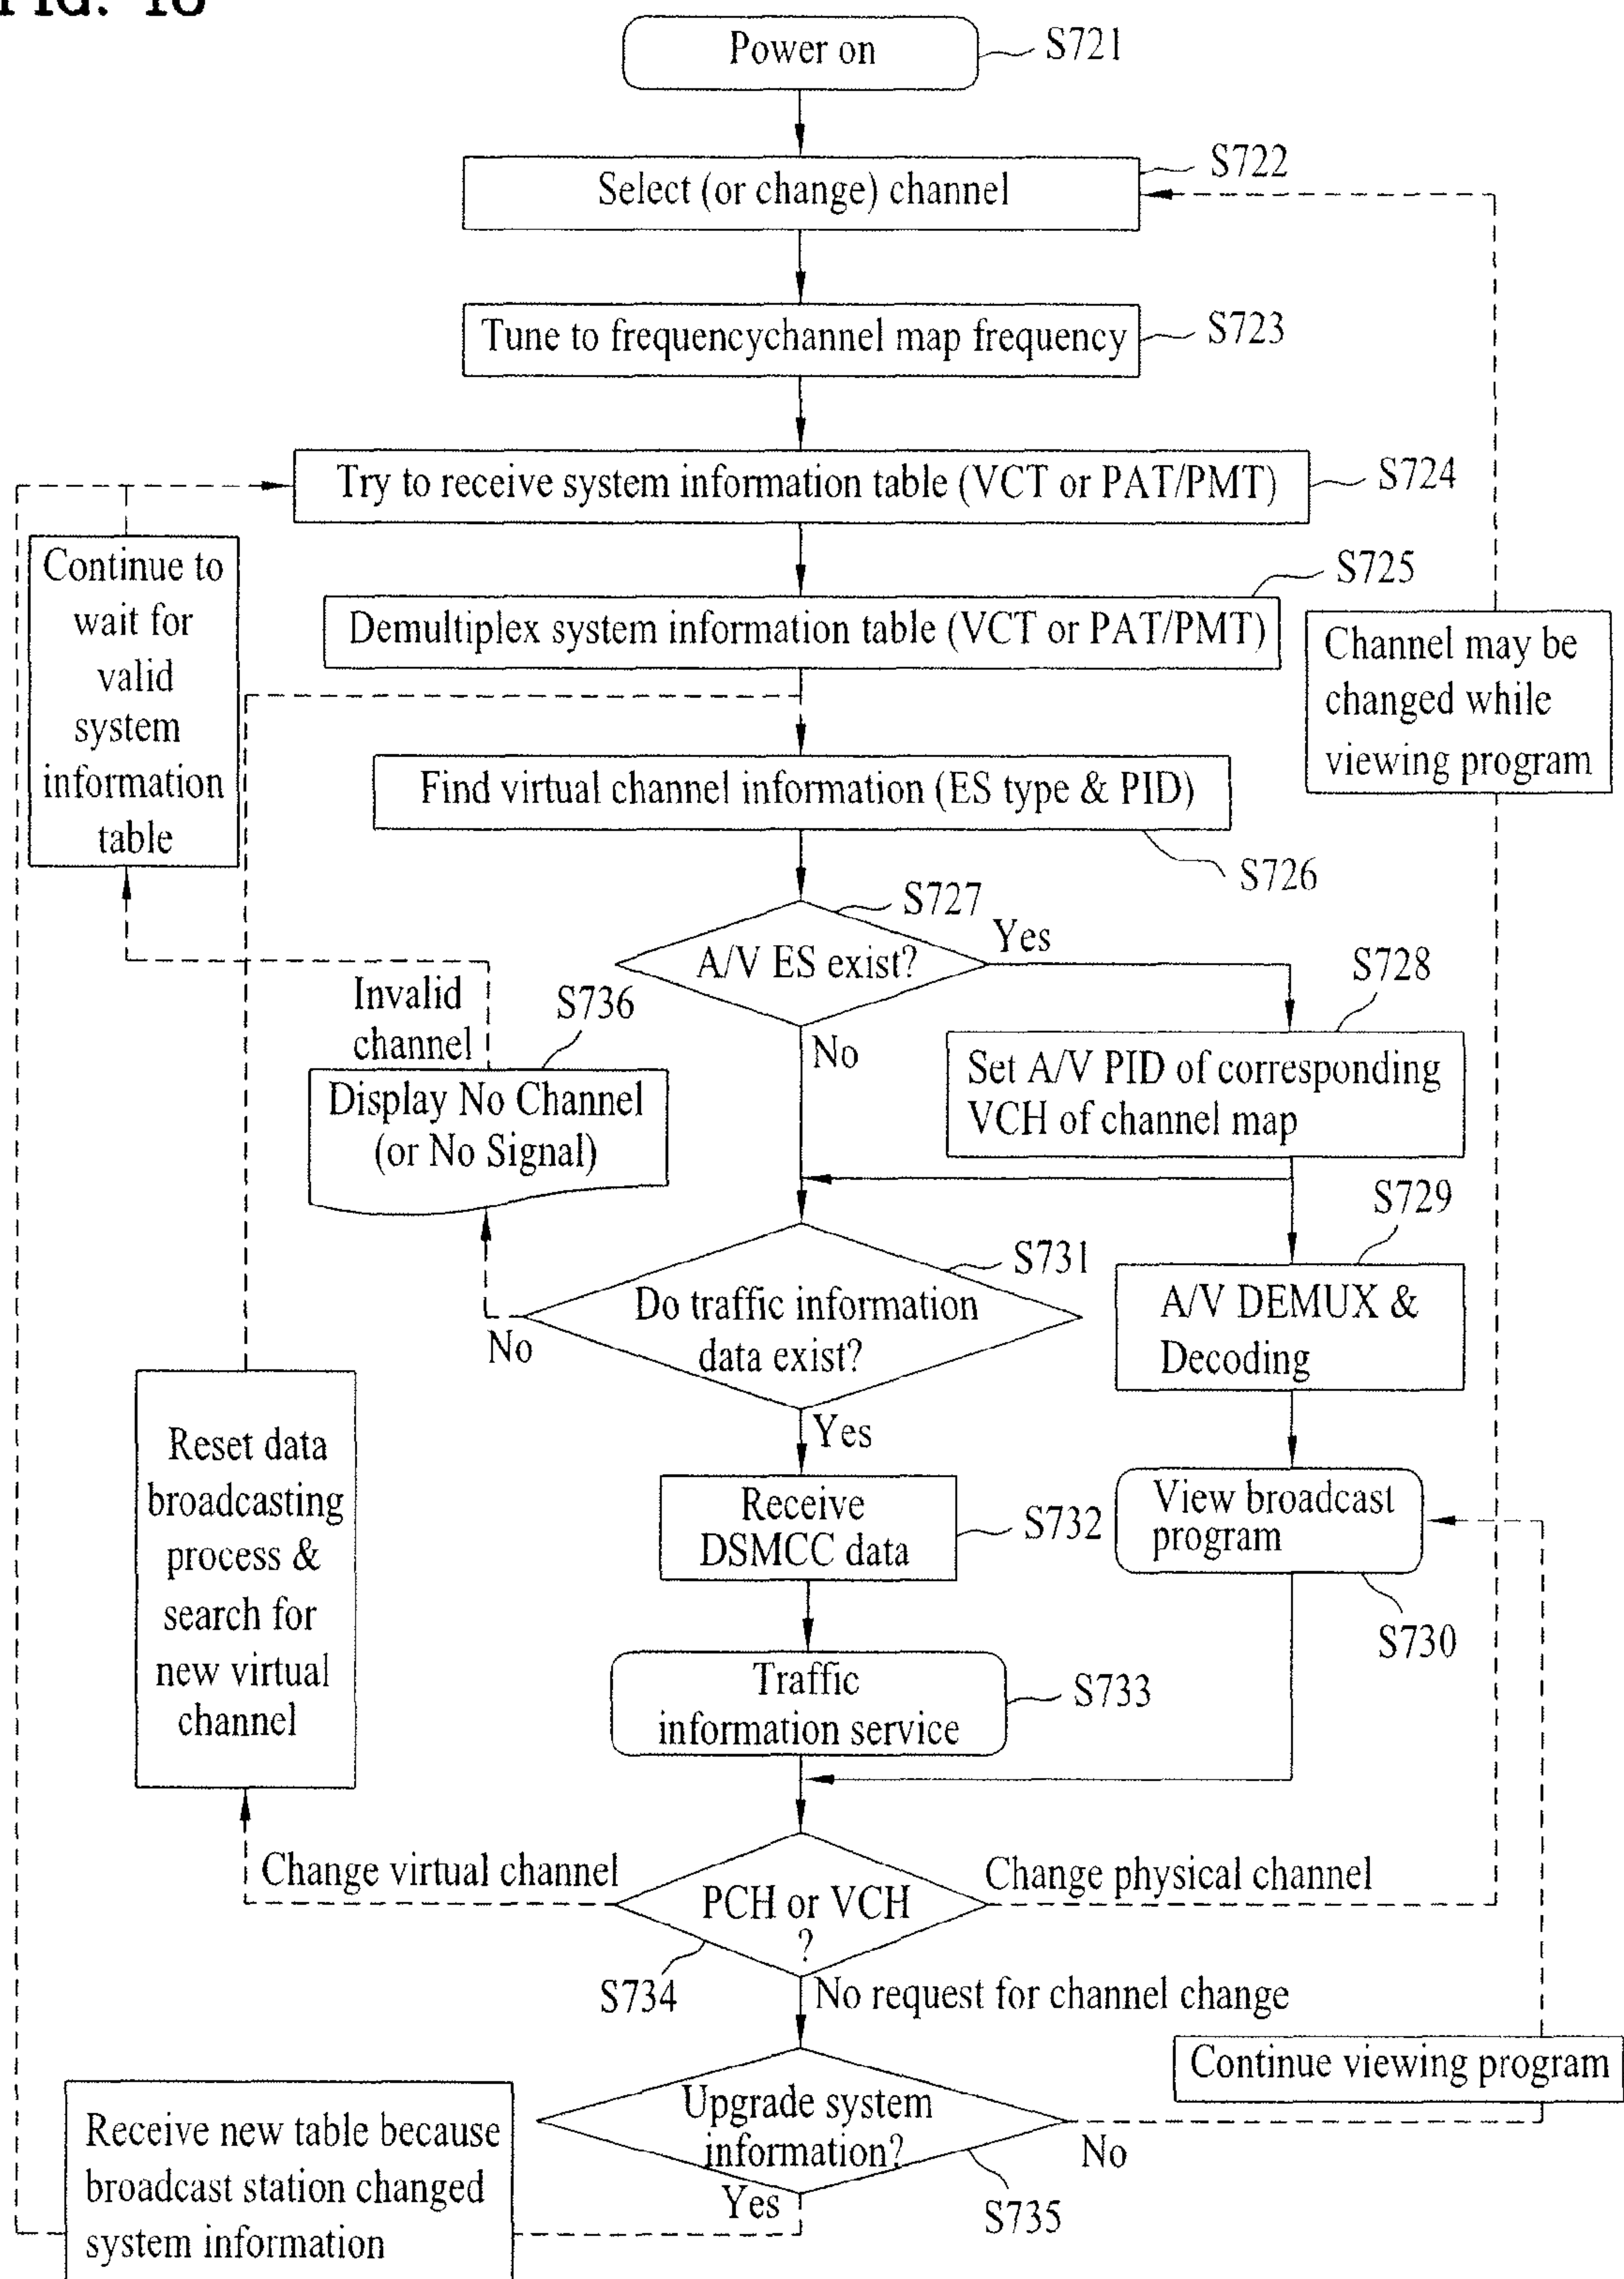 Power on
S721
Select (or change) channel
S722
Tune to frequencychannel map frequency
S723
Try to receive system information table (VCT or PAT/PMT)
S724
Continue to
wait for
valid
system
information
table
Demultiplex system information table (VCT or PAT/PMT)
S725
Channel may be
changed while
viewing program
Find virtual channel information (ES type & PID)
S726
A/V ES exist?
S727
Yes
No
S728
Set A/V PID of corresponding
VCH of channel map
Invalid
channel
S736
Display No Channel
(or No Signal)
S729
A/V DEMUX &
Decoding
S731
Do traffic information
data exist?
No
Yes
Reset data
broadcasting
process &
search for
new virtual
channel
Receive
DSMCC data
S732
View broadcast
program
S730
Traffic
information service
S733
Change virtual channel
PCH or VCH
?
Change physical channel
S734
No request for channel change
Continue viewing program
Upgrade system
information?
No
Yes
S735
Receive new table because
broadcast station changed
system information